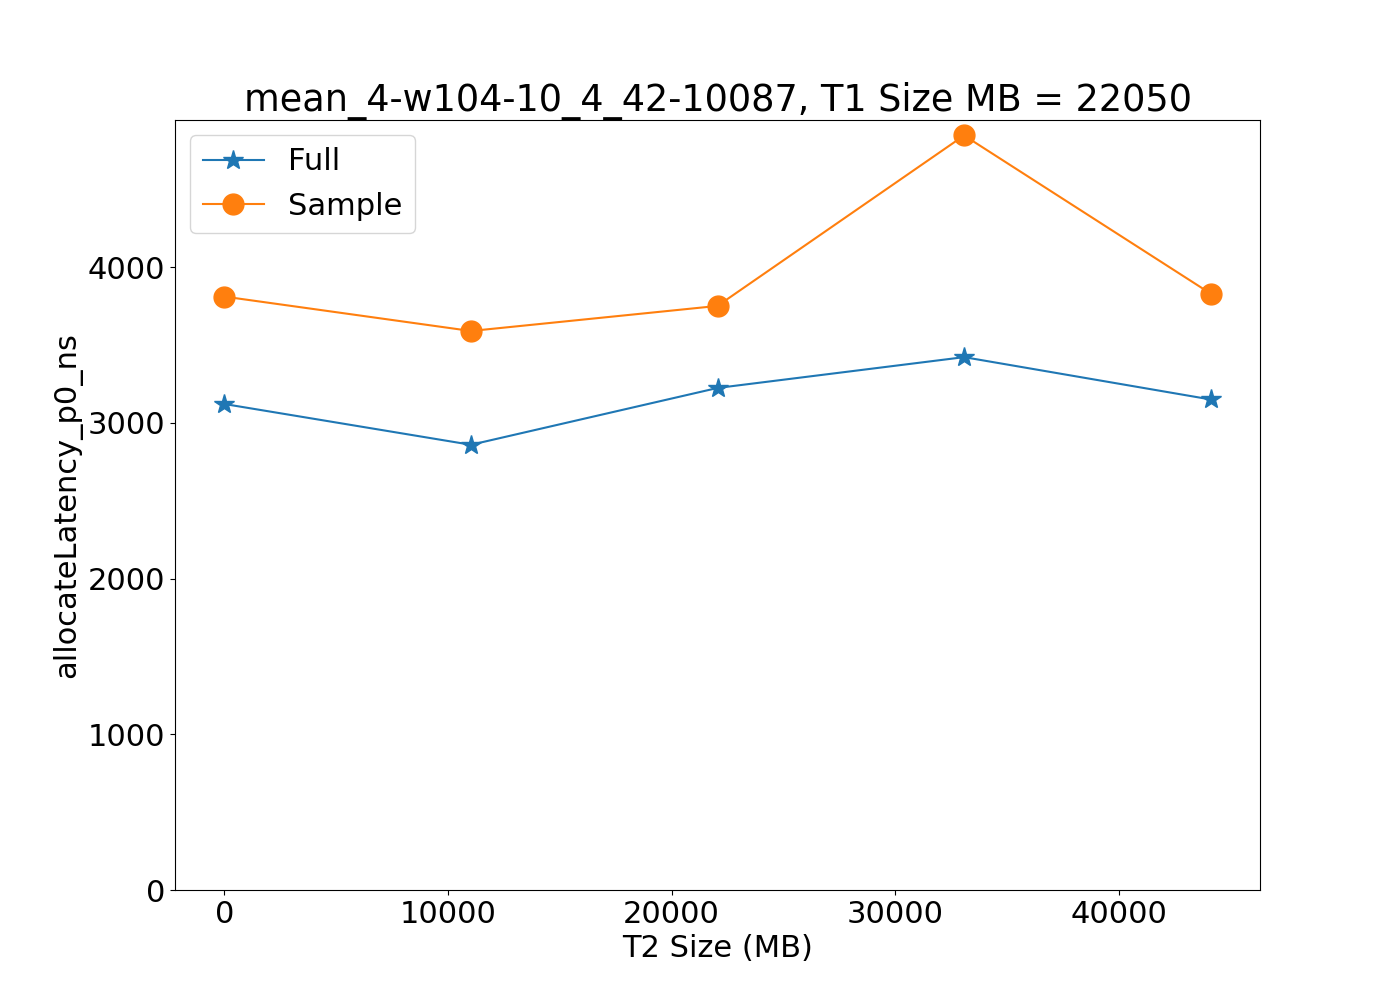 mean_4-w104-10_4_42-10087, T1 Size MB = 22050
Full
Sample
allocateLatency_p0_ns
4000
3000
2000
1000
0
0 10000 20000 30000 40000
T2 Size (MB)